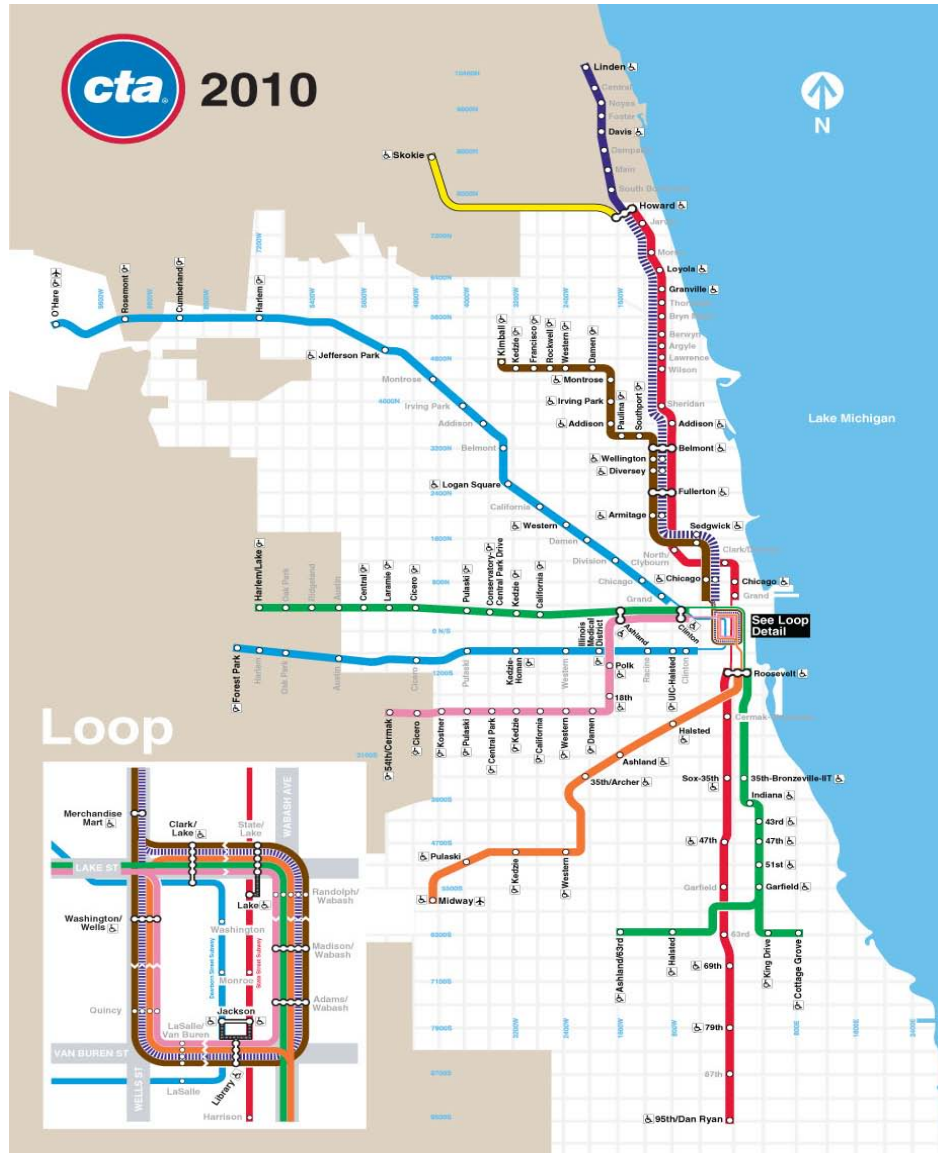 cta
2010
N
Linden
Central
Noyes
Foster
Davis
Dempster
Main
Skokie
Howard
Loyola
Granville
Bryn Mawr
Berwyn
Argyle
Lawrence
Wilson
Sheridan
Addison
Belmont
Fullerton
Lake Michigan
O'Hare
Rosemont
Cumberland
Harlem
Jefferson Park
Montrose
Irving Park
Addison
Belmont
Logan Square
California
Western
Damen
Division
Chicago
Grand
Kimball
Kedzie
Francisco
Rockwell
Western
Damen
Montrose
Irving Park
Addison
Paulina
Southport
Wellington
Diversey
Armitage
Sedgwick
North/
Clybourn
Chicago
Chicago
Grand
See Loop
Detail
Harlem/Lake
Oak Park
Ridgeland
Austin
Central
Laramie
Cicero
Pulaski
Conservatory-
Central Park Drive
Kedzie
California
Ashland
Clinton
Forest Park
Harlem
Oak Park
Austin
Cicero
Pulaski
Kedzie-
Homan
Western
Illinois
Medical
District
Racine
UIC-Halsted
Clinton
Polk
18th
54th/Cermak
Cicero
Kostner
Pulaski
Central Park
Kedzie
California
Western
Damen
Roosevelt
Halsted
Ashland
35th/Archer
Western
Kedzie
Pulaski
Midway
Sox-35th
35th-Bronzeville-IIT
Indiana
43rd
47th
47th
51st
Garfield
Garfield
63rd
Ashland/63rd
Halsted
King Drive
Cottage Grove
69th
79th
87th
95th/Dan Ryan
Loop
Merchandise
Mart
Clark/
Lake
State/
Lake
WABASH AVE
LAKE ST
Lake
Randolph/
Wabash
Washington/
Wells
Washington
Dearborn Street Subway
State Street Subway
Madison/
Wabash
Monroe
Quincy
Jackson
Adams/
Wabash
LaSalle/
Van Buren
VAN BUREN ST
WELLS ST
LaSalle
Library
Harrison